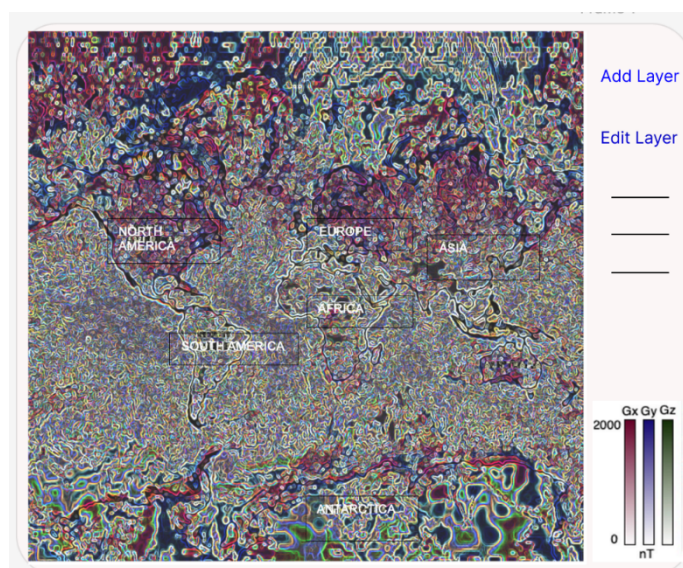 Add Layer
Edit Layer
NORTH
AMERICA
EUROPE
ASIA
AFRICA
SOUTH AMERICA
ANTARCTICA
Gx Gy Gz
2000
0
nT